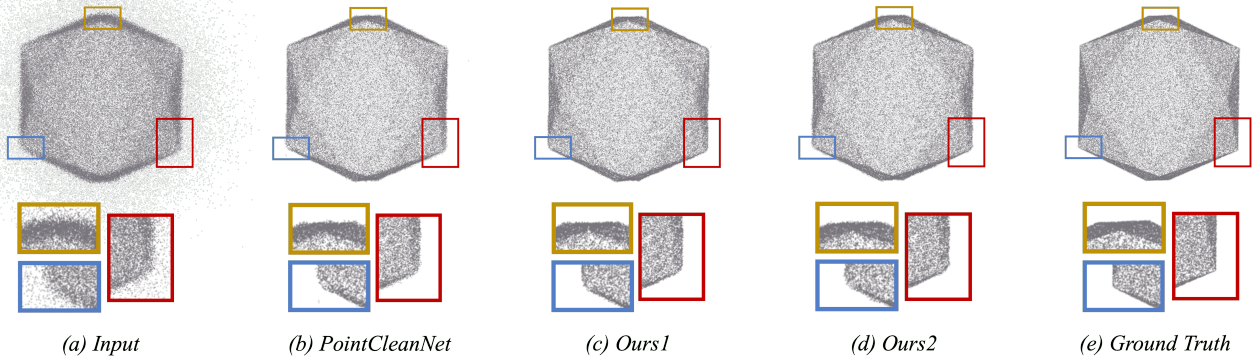 (a) Input
(b) PointCleanNet
(c) Ours1
(d) Ours2
(e) Ground Truth